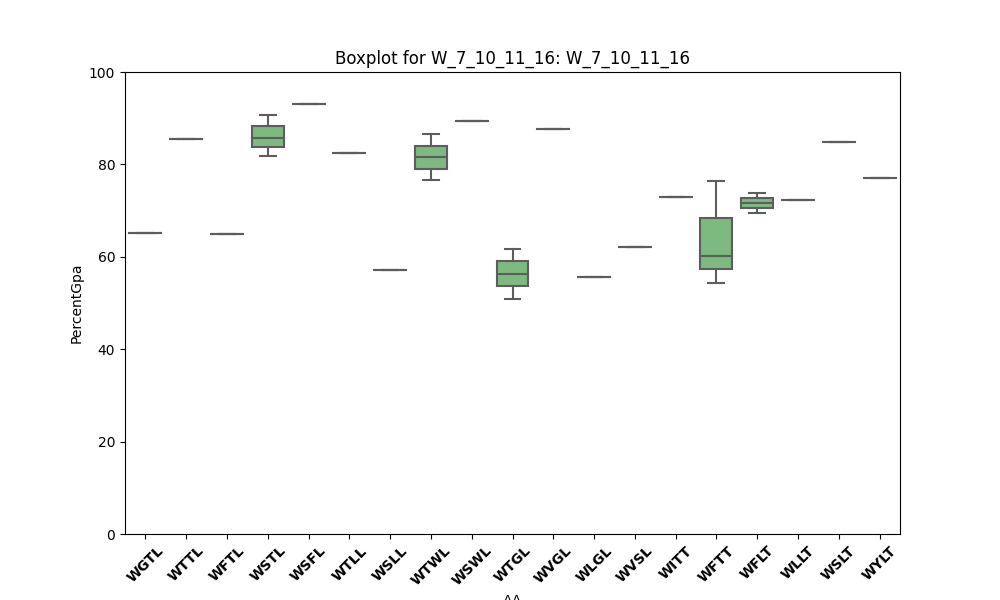 Boxplot for W_7_10_11_16: W_7_10_11_16
100
80
60
40
20
0
PercentGpa
WGTL
WTTL
WFTL
WSTL
WSFL
WTLL
WSLL
WTWL
WSWL
WTGL
WVGL
WLGL
WVSL
WITT
WFTT
WFLT
WLLT
WSLT
WYLT
AA